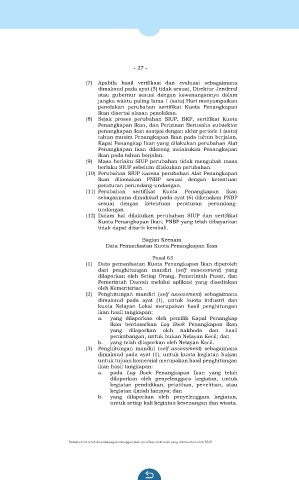 - 27 -
(7) Apabila hasil verifikasi dan evaluasi sebagaimana
dimaksud pada ayat (5) tidak sesuai, Direktur Jenderal
atau gubernur sesuai dengan kewenangannya dalam
jangka waktu paling lama 1 (satu) Hari menyampaikan
penolakan perubahan sertifikat Kuota Penangkapan
Ikan disertai alasan penolakan.
(8) Sejak proses perubahan SIUP, BKP, sertifikat Kuota
Penangkapan Ikan, dan Perizinan Berusaha subsektor
penangkapan ikan sampai dengan akhir periode 1 (satu)
tahun musim Penangkapan Ikan pada tahun berjalan,
Kapal Penangkap Ikan yang dilakukan perubahan Alat
Penangkapan Ikan dilarang melakukan Penangkapan
Ikan pada tahun berjalan.
(9) Masa berlaku SIUP perubahan tidak mengubah masa
berlaku SIUP sebelum dilakukan perubahan.
(10) Perubahan SIUP karena perubahan Alat Penangkapan
Ikan dikenakan PNBP sesuai dengan ketentuan
peraturan perundang-undangan.
(11) Perubahan sertifikat Kuota Penangkapan Ikan
sebagaimana dimaksud pada ayat (6) dikenakan PNBP
sesuai dengan ketentuan peraturan perundang-
undangan.
(12) Dalam hal dilakukan perubahan SIUP dan sertifikat
Kuota Penangkapan Ikan, PNBP yang telah dibayarkan
tidak dapat ditarik kembali.
Bagian Keenam
Data Pemanfaatan Kuota Penangkapan Ikan
Pasal 63
(1) Data pemanfaatan Kuota Penangkapan Ikan diperoleh
dari penghitungan mandiri (self assessment) yang
dilaporkan oleh Setiap Orang, Pemerintah Pusat, dan
Pemerintah Daerah melalui aplikasi yang disediakan
oleh Kementerian.
(2) Penghitungan mandiri (self assessment) sebagaimana
dimaksud pada ayat (1), untuk kuota industri dan
kuota Nelayan Lokal merupakan hasil penghitungan
ikan hasil tangkapan:
a. yang dilaporkan oleh pemilik Kapal Penangkap
Ikan berdasarkan Log Book Penangkapan Ikan
yang dilaporkan oleh nakhoda dan hasil
penimbangan, untuk bukan Nelayan Kecil; dan
b. yang telah dilaporkan oleh Nelayan Kecil.
(3) Penghitungan mandiri (self assessment) sebagaimana
dimaksud pada ayat (1), untuk kuota kegiatan bukan
untuk tujuan komersial merupakan hasil penghitungan
ikan hasil tangkapan:
a. pada Log Book Penangkapan Ikan yang telah
dilaporkan oleh penyelenggara kegiatan, untuk
kegiatan pendidikan, pelatihan, penelitian, atau
kegiatan ilmiah lainnya; dan
b. yang dilaporkan oleh penyelenggara kegiatan,
untuk setiap kali kegiatan kesenangan dan wisata.